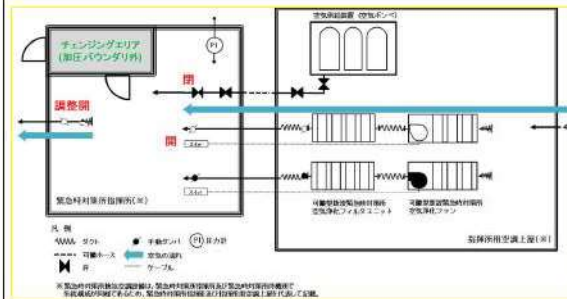 空気供給装置（空気ボンベ）
チェンジングエリア
(加圧バウンダリ外)
PI
閉
調整開
開
緊急時対策所指揮所(※)
可搬型新設緊急時対策所
空気浄化フィルタユニット
可搬型新設緊急時対策所
空気浄化ファン
指揮所用空調上屋(※)
凡 例
ダクト
手動ダンパ
PI
圧力計
可搬ホース
空気の流れ
弁
ケーブル